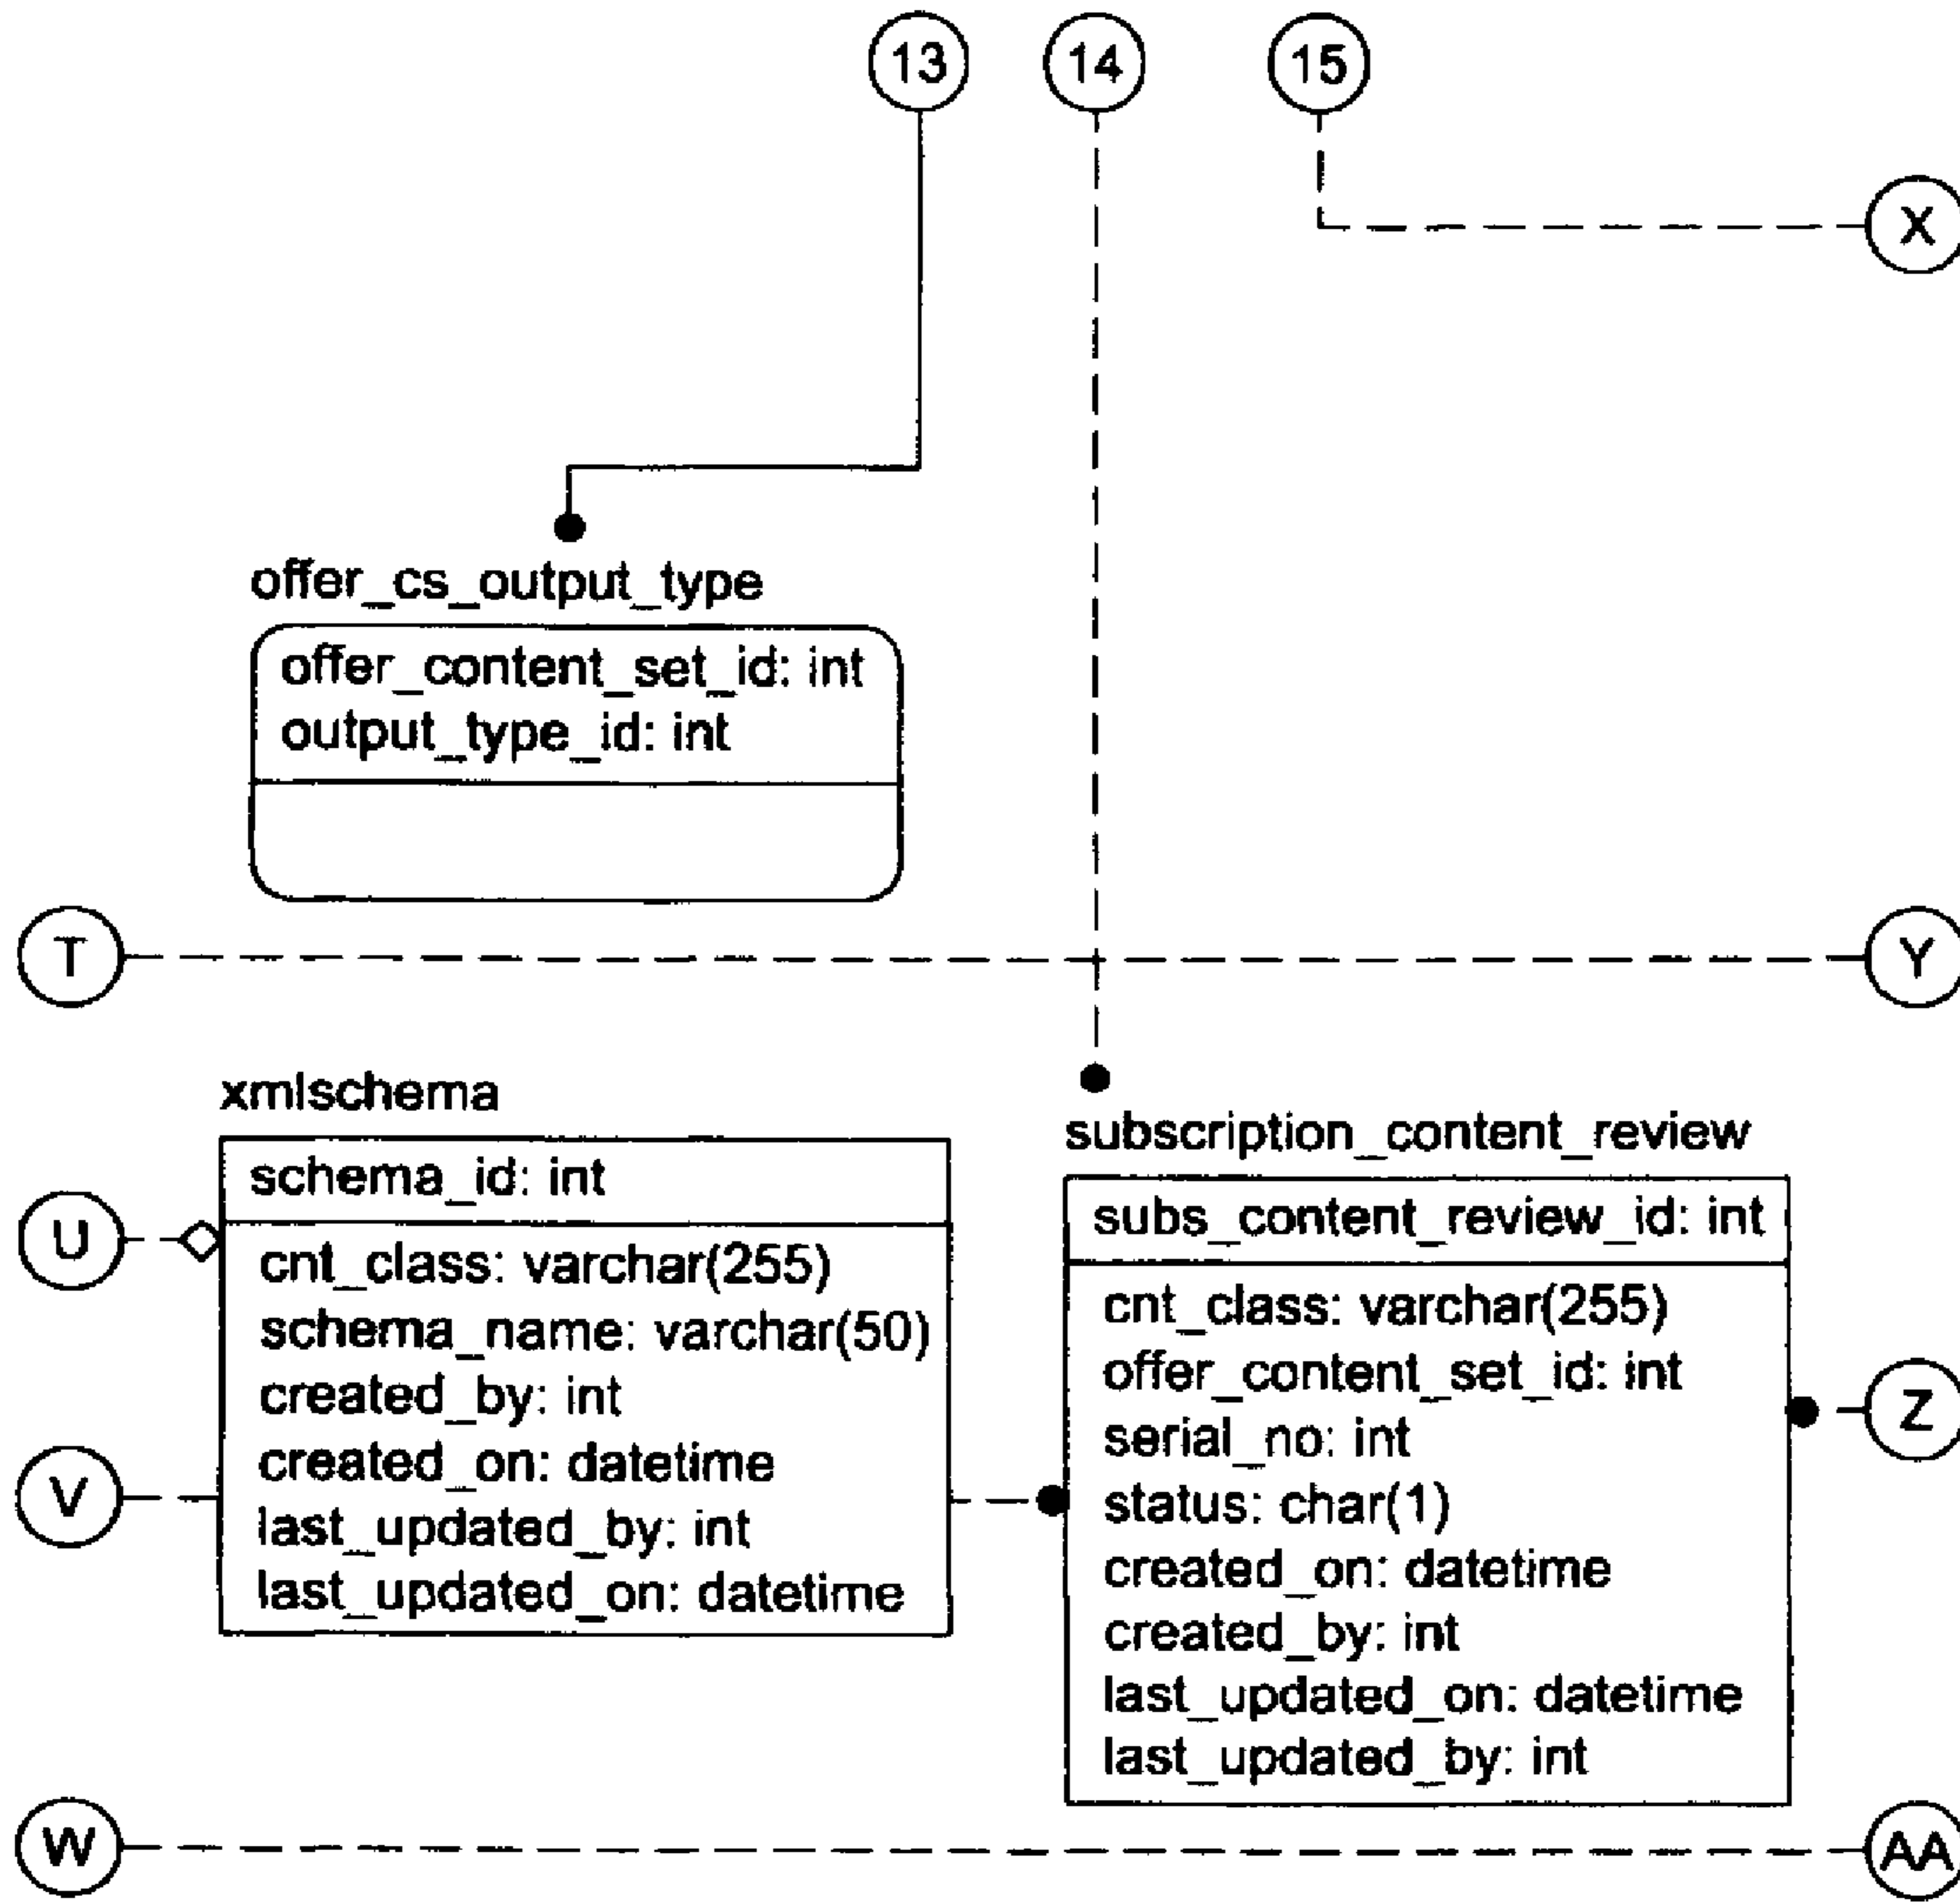 13
14
15
X
offer_cs_output_type
offer_content_set_id: int
output_type_id: int
T
Y
xmlschema
schema_id: int
U
cnt_class: varchar(255)
schema_name: varchar(50)
created_by: int
created_on: datetime
last_updated_by: int
last_updated_on: datetime
V
subscription_content_review
subs_content_review_id: int
cnt_class: varchar(255)
offer_content_set_id: int
serial_no: int
status: char(1)
created_on: datetime
created_by: int
last_updated_on: datetime
last_updated_by: int
Z
W
AA